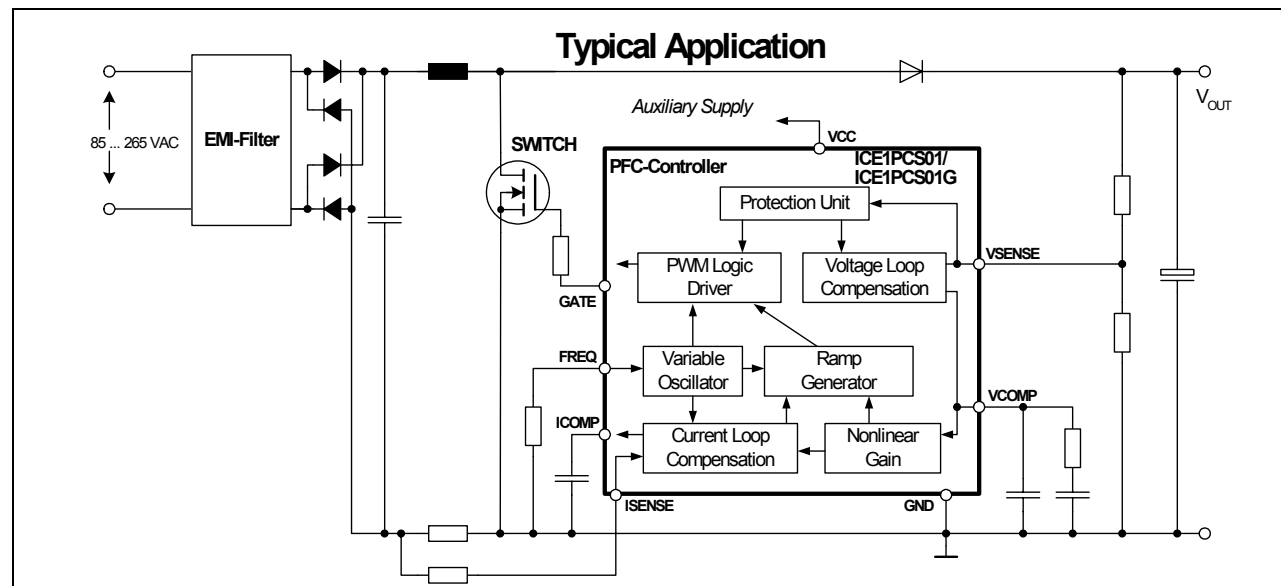 Typical Application
85 ... 265 VAC
EMI-Filter
Auxiliary Supply
VCC
V_OUT
SWITCH
PFC-Controller
ICE1PCS01/
ICE1PCS01G
Protection Unit
PWM Logic
Driver
Voltage Loop
Compensation
VSENSE
GATE
FREQ
Variable
Oscillator
Ramp
Generator
VCOMP
ICOMP
Current Loop
Compensation
Nonlinear
Gain
ISENSE
GND